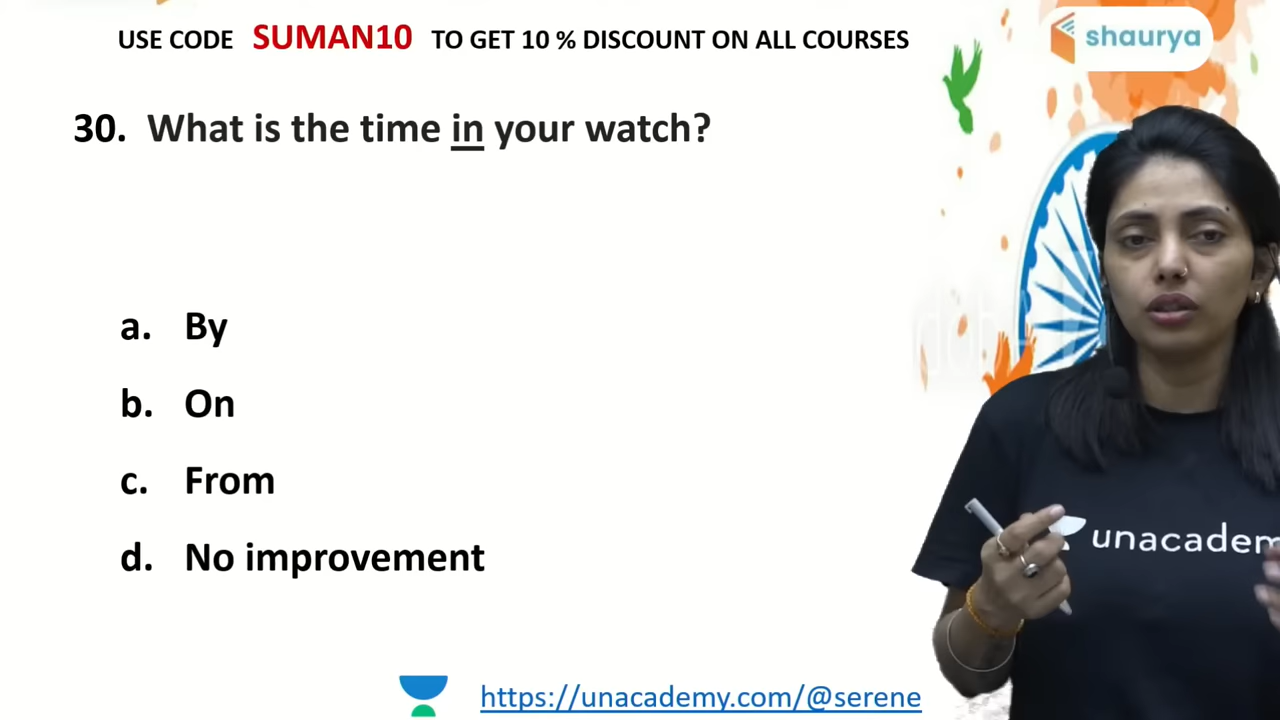 USE CODE SUMAN10 TO GET 10 % DISCOUNT ON ALL COURSES
shaurya
30. What is the time in your watch?
a. By
b. On
c. From
d. No improvement
unacadem
https://unacademy.com/@serene